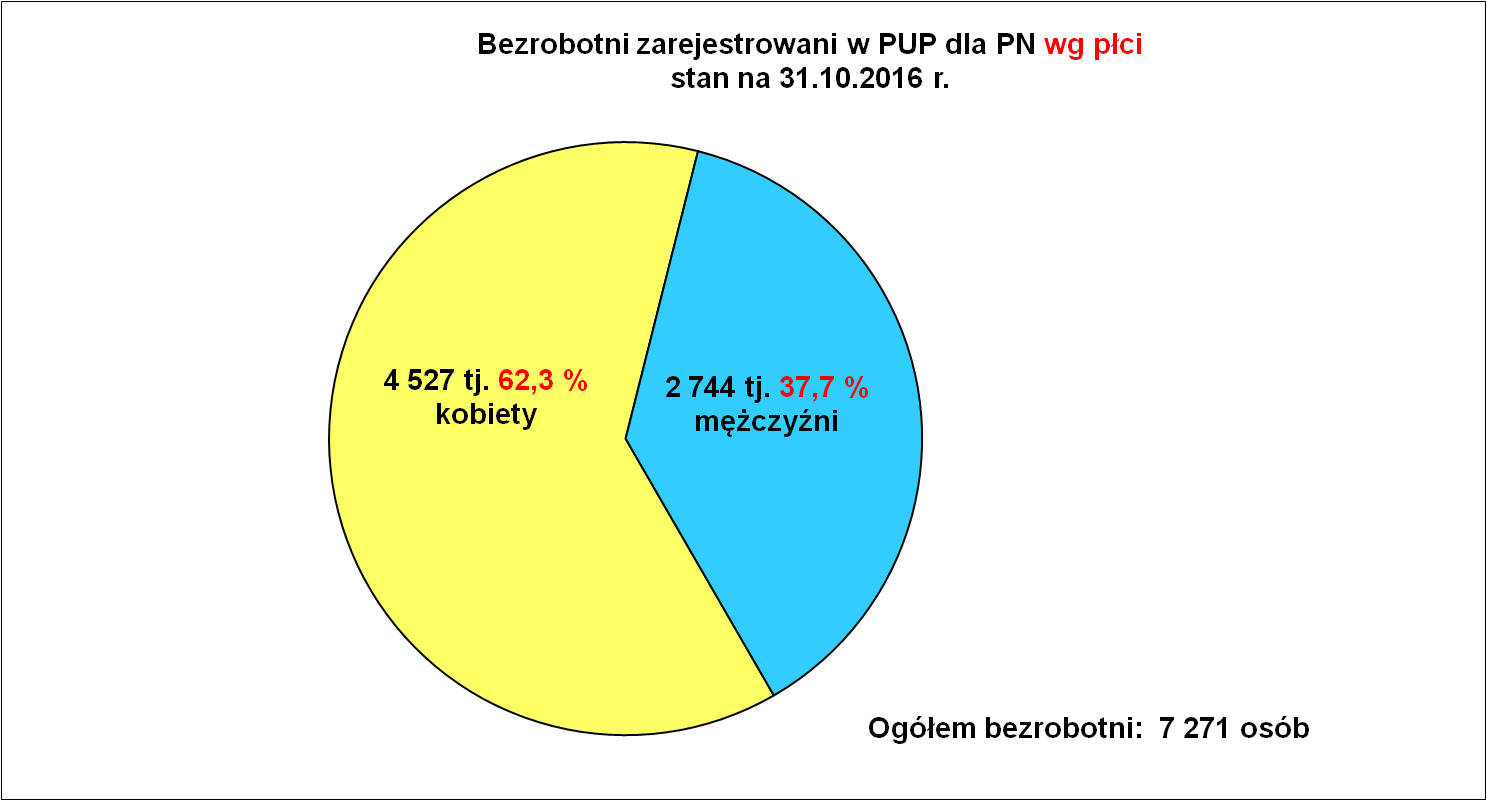 Bezrobotni zarejestrowani w PUP dla PN wg płci
stan na 31.10.2016 r.
4 527 tj. 62,3 %
kobiety
2 744 tj. 37,7 %
mężczyźni
Ogółem bezrobotni: 7 271 osób